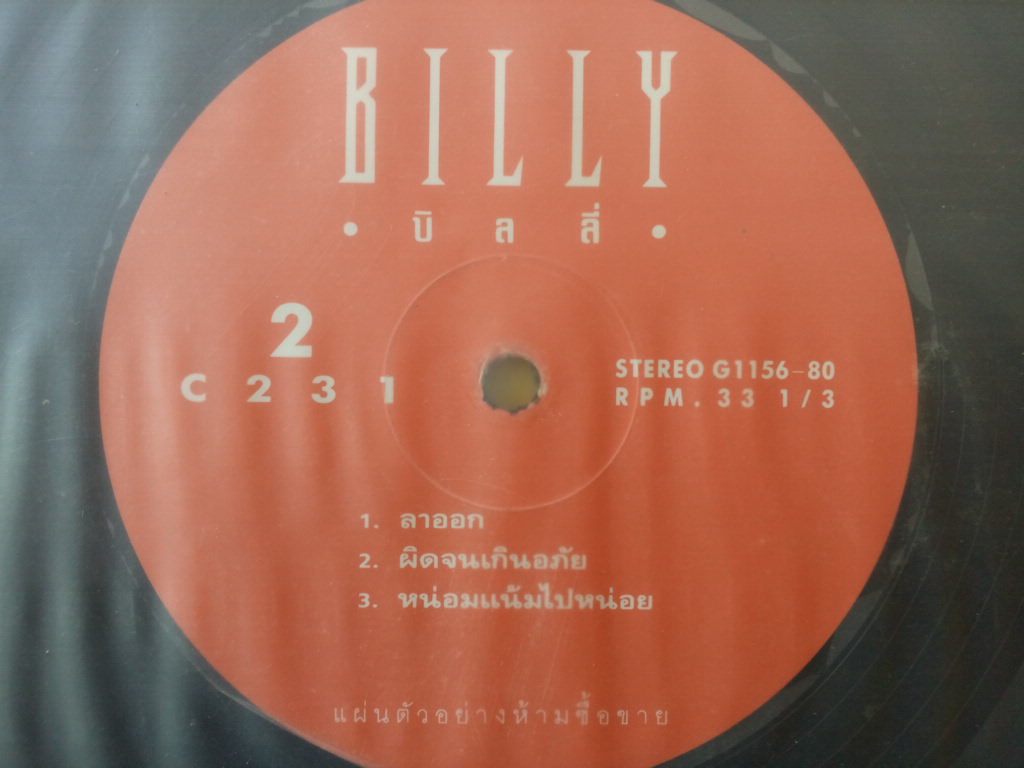 BILLY
• บิลลี่ •
2
C 231
STEREO G1156-80
RPM. 33 1/3
1. ลาออก
2. ผิดจนเกินอภัย
3. หน่อมแน้มไปหน่อย
แผ่นตัวอย่างห้ามซื้อขาย